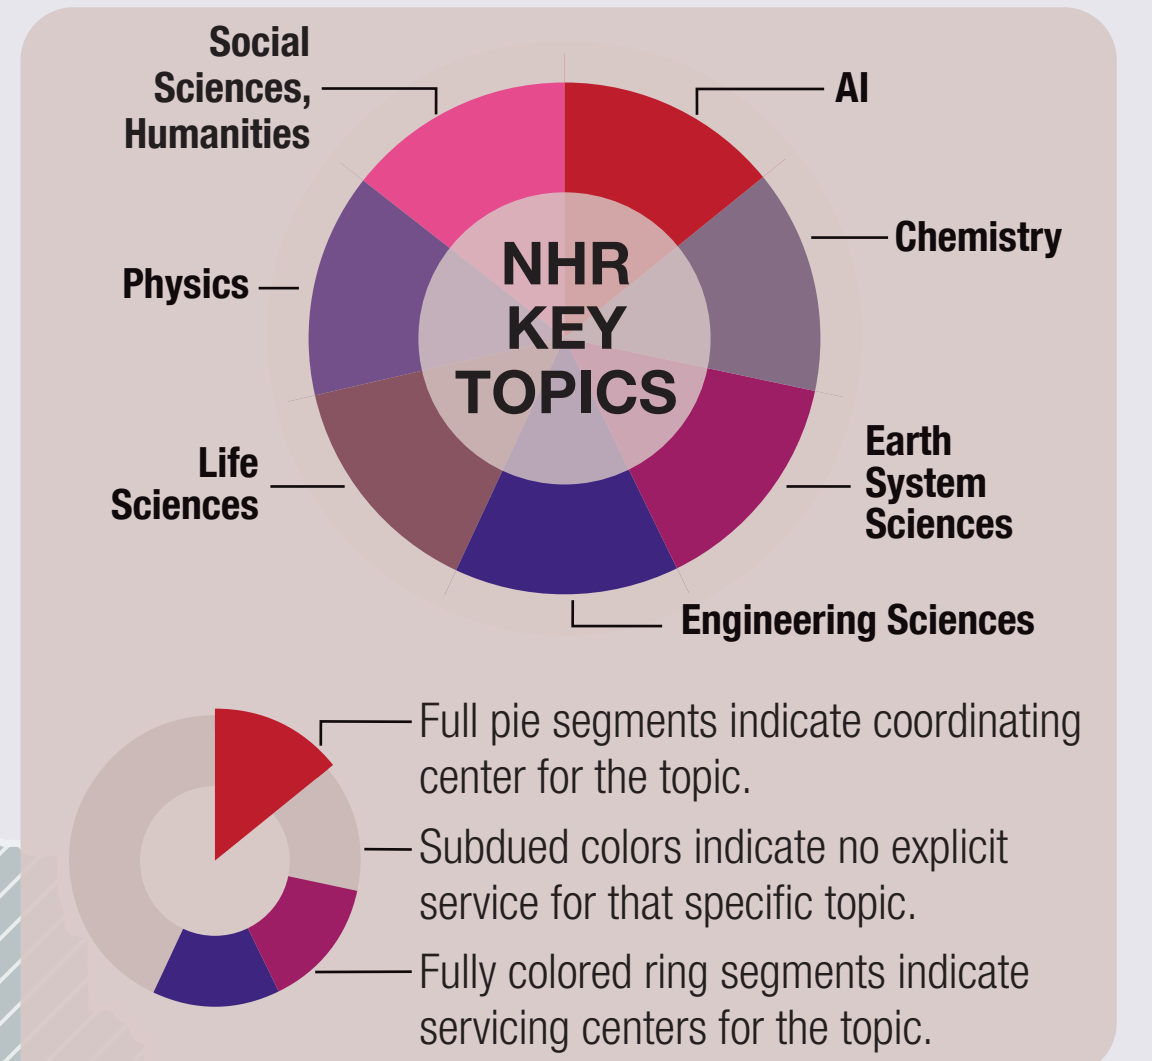 Social
Sciences,
Humanities
AI
Chemistry
Physics
NHR
KEY
TOPICS
Life
Sciences
Earth
System
Sciences
Engineering Sciences
Full pie segments indicate coordinating
center for the topic.
Subdued colors indicate no explicit
service for that specific topic.
Fully colored ring segments indicate
servicing centers for the topic.